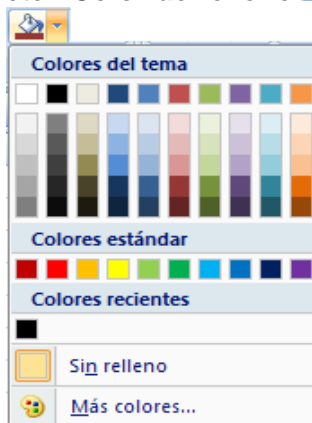 Colores del tema
Colores estándar
Colores recientes
Sin relleno
Más colores...